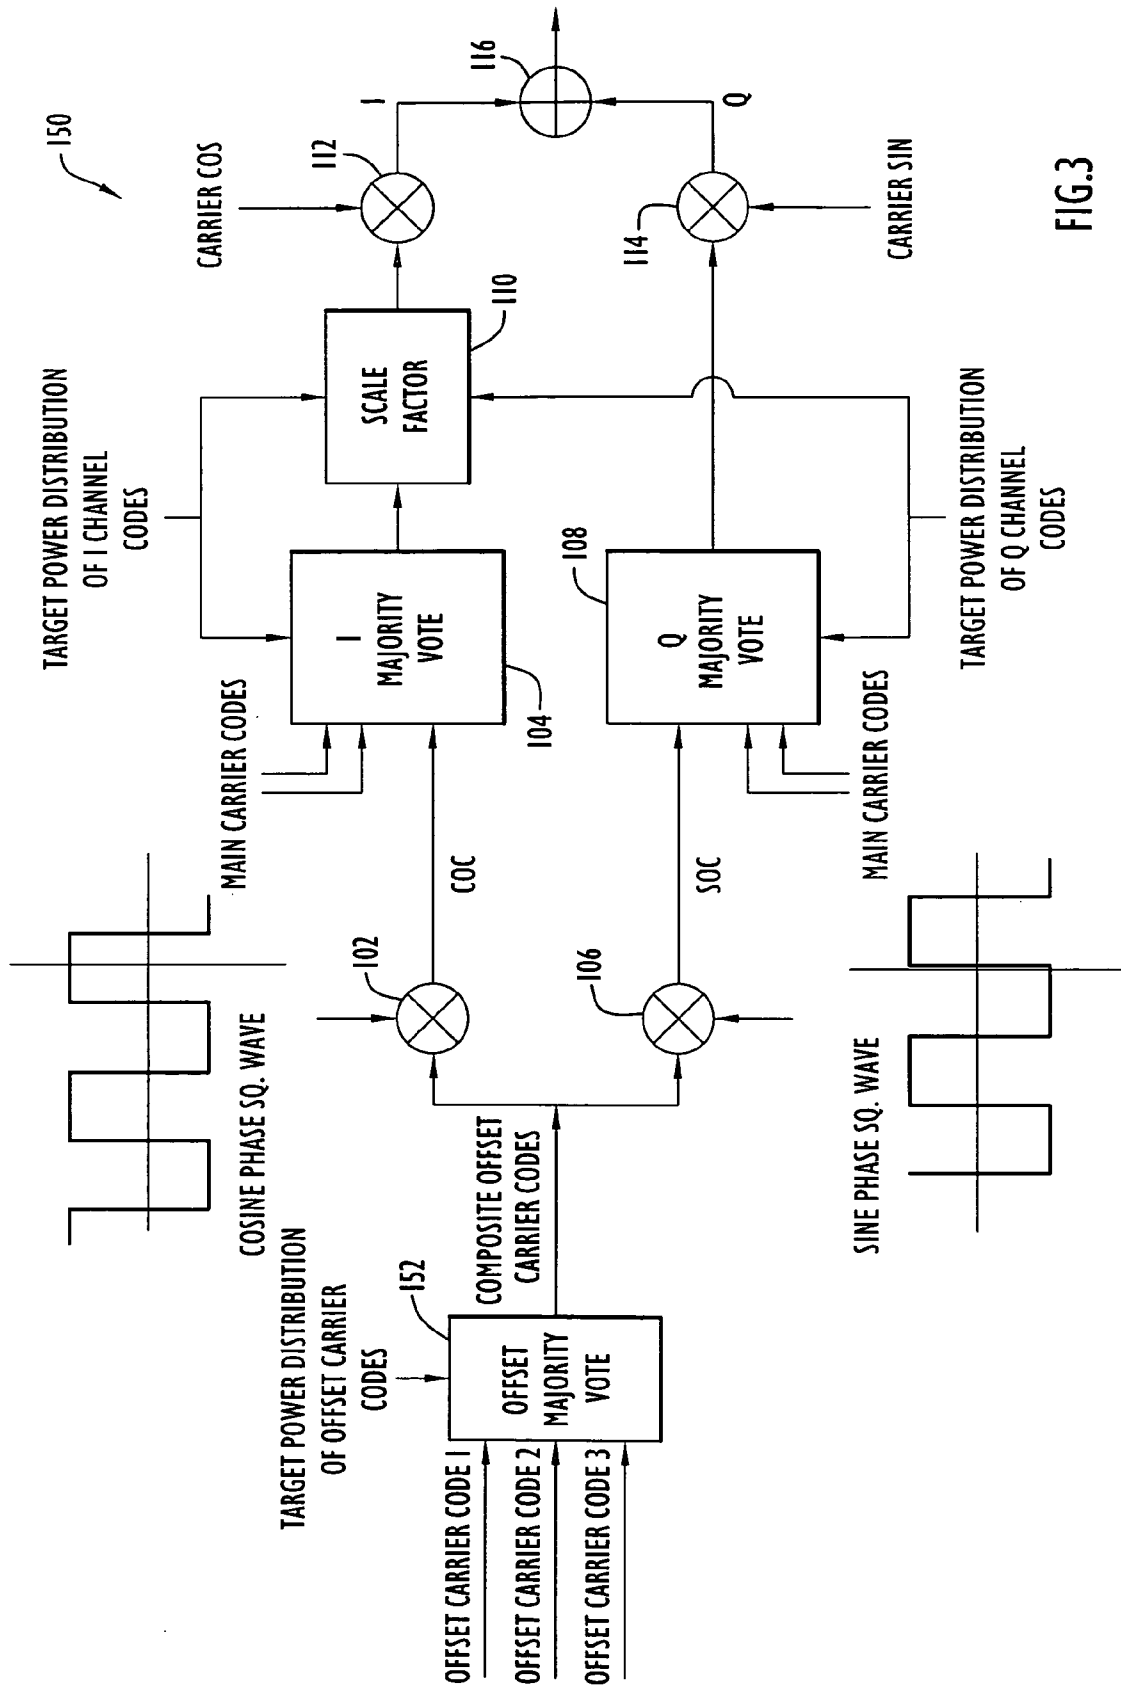 150
CARRIER COS
112
I
116
Q
114
CARRIER SIN
TARGET POWER DISTRIBUTION
OF I CHANNEL
CODES
SCALE
FACTOR
110
TARGET POWER DISTRIBUTION
OF Q CHANNEL
CODES
I
MAJORITY
VOTE
104
Q
MAJORITY
VOTE
108
MAIN CARRIER CODES
MAIN CARRIER CODES
COC
SOC
102
106
COSINE PHASE SQ. WAVE
SINE PHASE SQ. WAVE
COMPOSITE OFFSET
CARRIER CODES
TARGET POWER DISTRIBUTION
OF OFFSET CARRIER
CODES
152
OFFSET
MAJORITY
VOTE
OFFSET CARRIER CODE 1
OFFSET CARRIER CODE 2
OFFSET CARRIER CODE 3
FIG.3